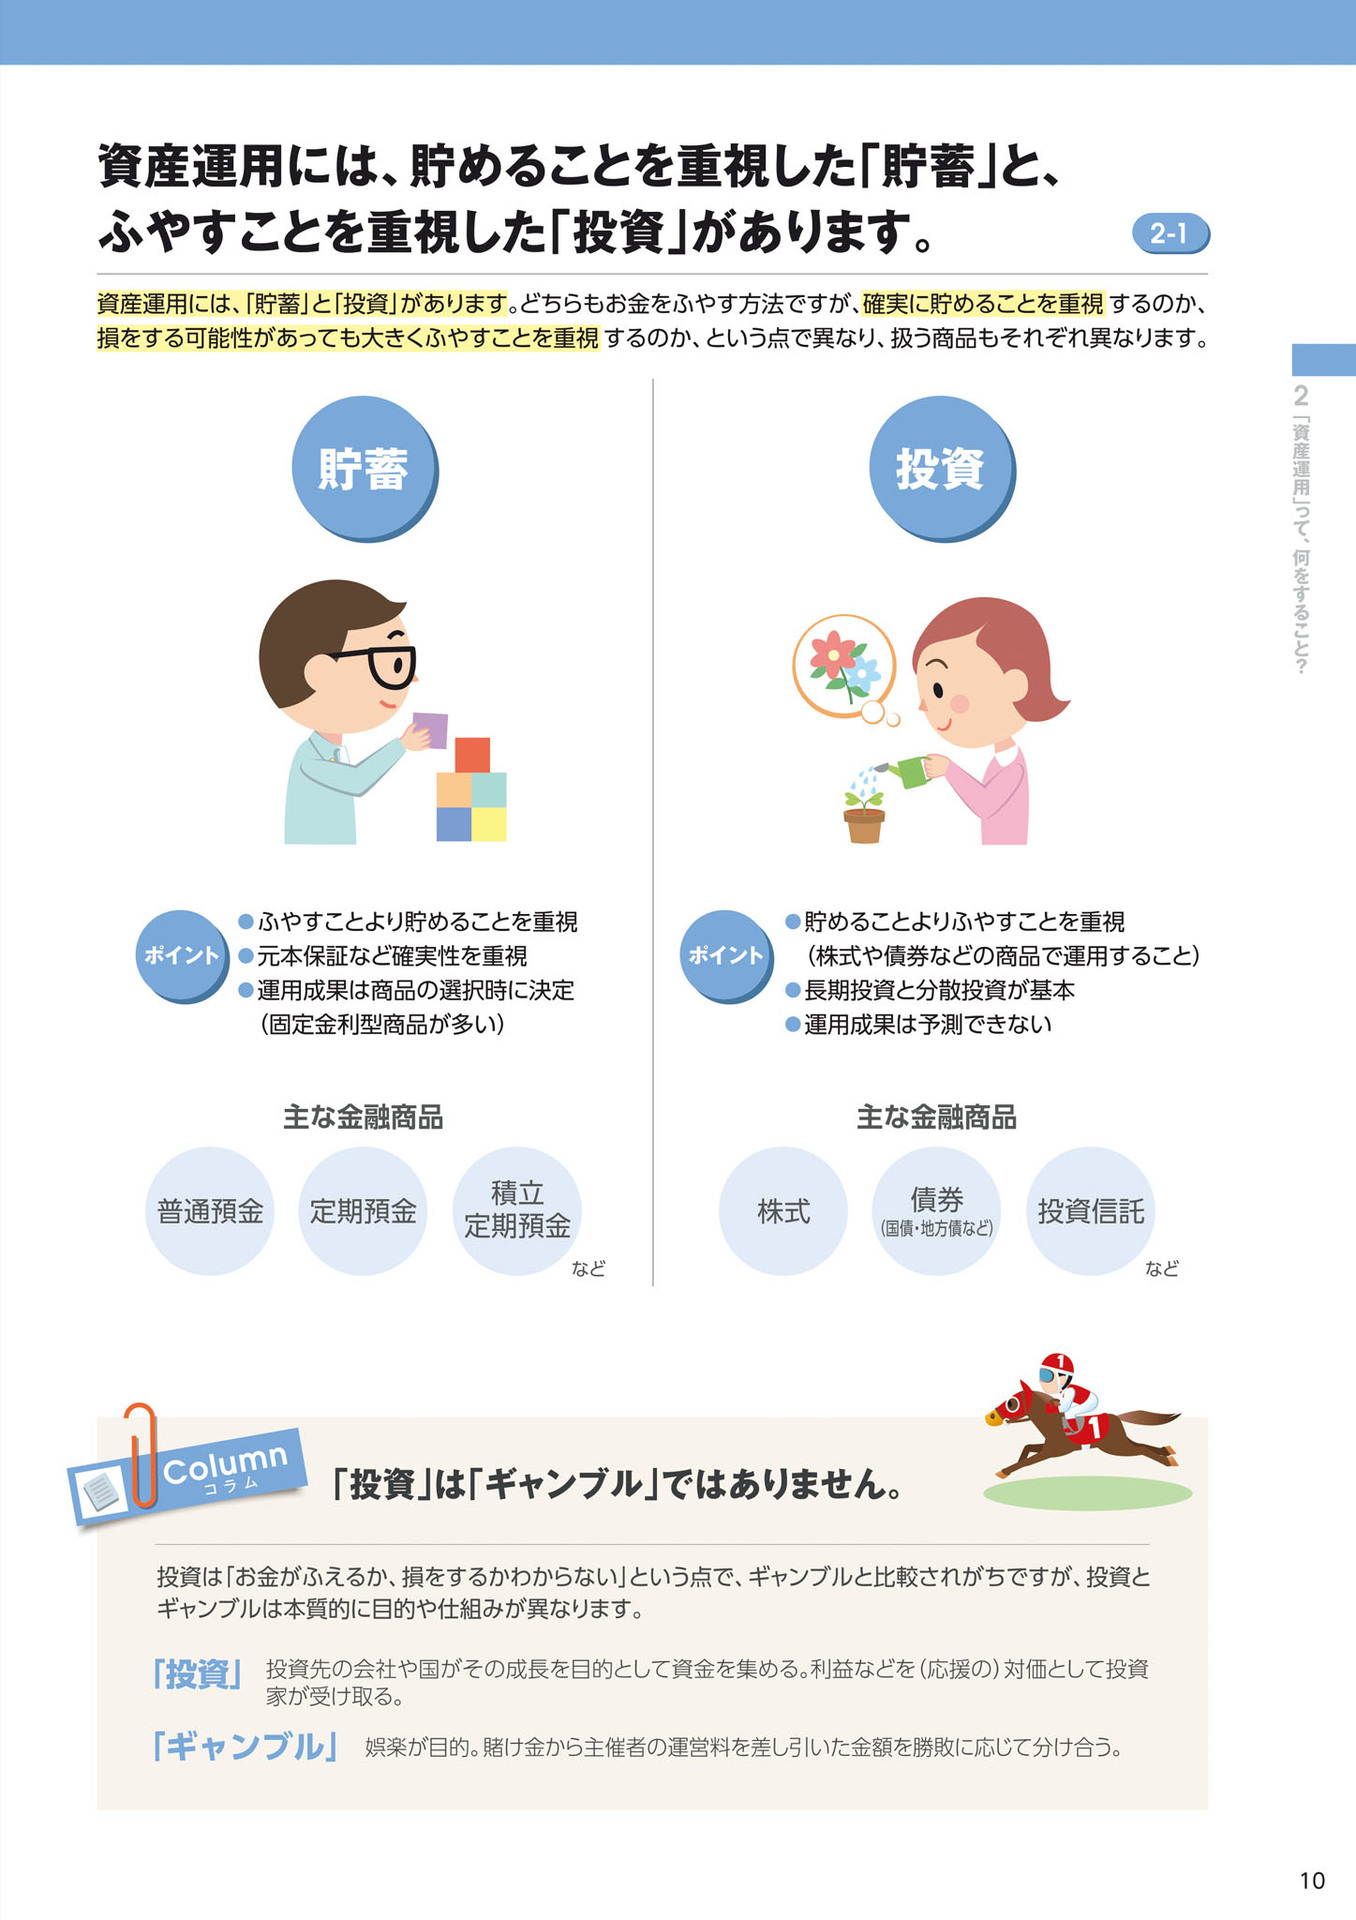 資産運用には、貯めることを重視した「貯蓄」と、
ふやすことを重視した「投資」があります。
2-1
資産運用には、「貯蓄」と「投資」があります。どちらもお金をふやす方法ですが、確実に貯めることを重視するのか、
損をする可能性があっても大きくふやすことを重視するのか、という点で異なり、扱う商品もそれぞれ異なります。
2「資産運用」って、何をすること？
貯蓄
ポイント
●ふやすことより貯めることを重視
●元本保証など確実性を重視
●運用成果は商品の選択時に決定
（固定金利型商品が多い）
主な金融商品
普通預金
定期預金
積立
定期預金
など
投資
ポイント
●貯めることよりふやすことを重視
（株式や債券などの商品で運用すること）
●長期投資と分散投資が基本
●運用成果は予測できない
主な金融商品
株式
債券
（国債・地方債など）
投資信託
など
1
1
Column
コラム
「投資」は「ギャンブル」ではありません。
投資は「お金がふえるか、損をするかわからない」という点で、ギャンブルと比較されがちですが、投資と
ギャンブルは本質的に目的や仕組みが異なります。
「投資」 投資先の会社や国がその成長を目的として資金を集める。利益などを（応援の）対価として投資
家が受け取る。
「ギャンブル」 娯楽が目的。賭け金から主催者の運営料を差し引いた金額を勝敗に応じて分け合う。
10